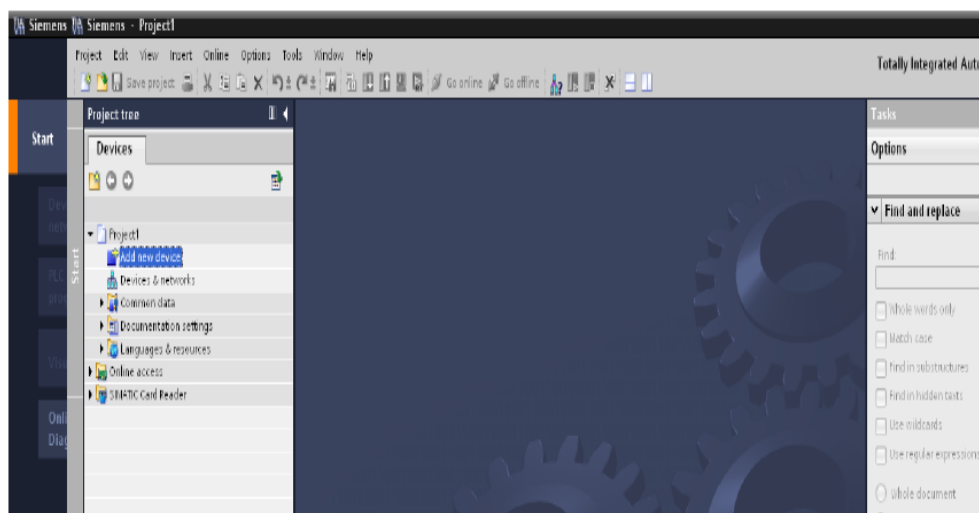 Siemens Siemens - Project1
Project Edit View Insert Online Options Tools Window Help
Totally Integrated Auto
Save project Go online Go offline
Start
Project tree
Devices
Start
Project1
Add new device
Devices & networks
Common data
Documentation settings
Languages & resources
Online access
SIMATIC Card Reader
Onli
Diag
Tasks
Options
Find and replace
Find:
Whole words only
Match case
Find in substructures
Find in hidden texts
Use wildcards
Use regular expressions
Whole document